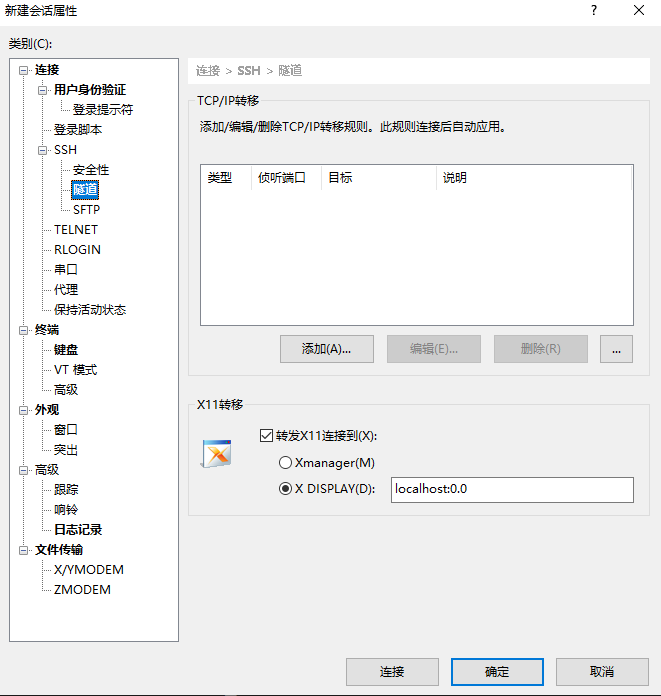 新建会话属性
?
类别(C):
连接
用户身份验证
登录提示符
登录脚本
SSH
安全性
隧道
SFTP
TELNET
RLOGIN
串口
代理
保持活动状态
终端
键盘
VT 模式
高级
外观
窗口
突出
高级
跟踪
响铃
日志记录
文件传输
X/YMODEM
ZMODEM
连接 > SSH > 隧道
TCP/IP转移
添加/编辑/删除TCP/IP转移规则。此规则连接后自动应用。
类型 侦听端口 目标 说明
添加(A)... 编辑(E)... 删除(R) ...
X11转移
转发X11连接到(X):
Xmanager(M)
X DISPLAY(D): localhost:0.0
连接 确定 取消